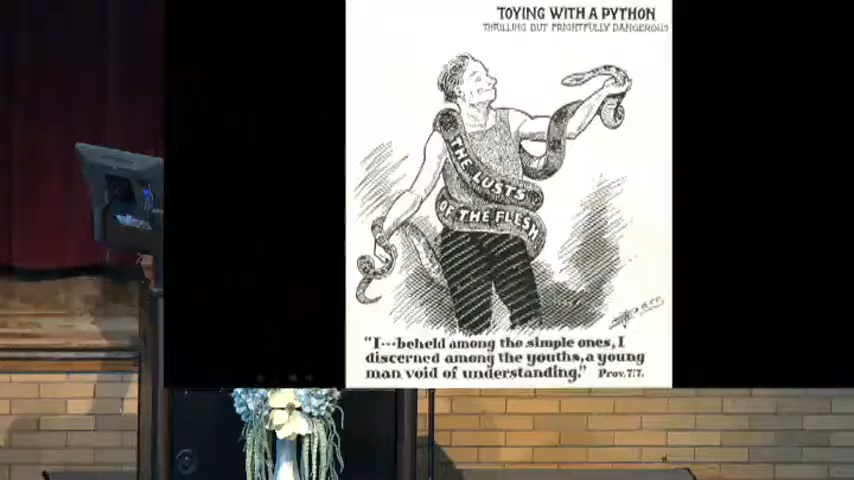 TOYING WITH A PYTHON
THRILLING BUT FRIGHTFULLY DANGEROUS
THE LUSTS
OF THE FLESH
"I---beheld among the simple ones, I
discerned among the youths, a young
man void of understanding." Prov. 7:7.